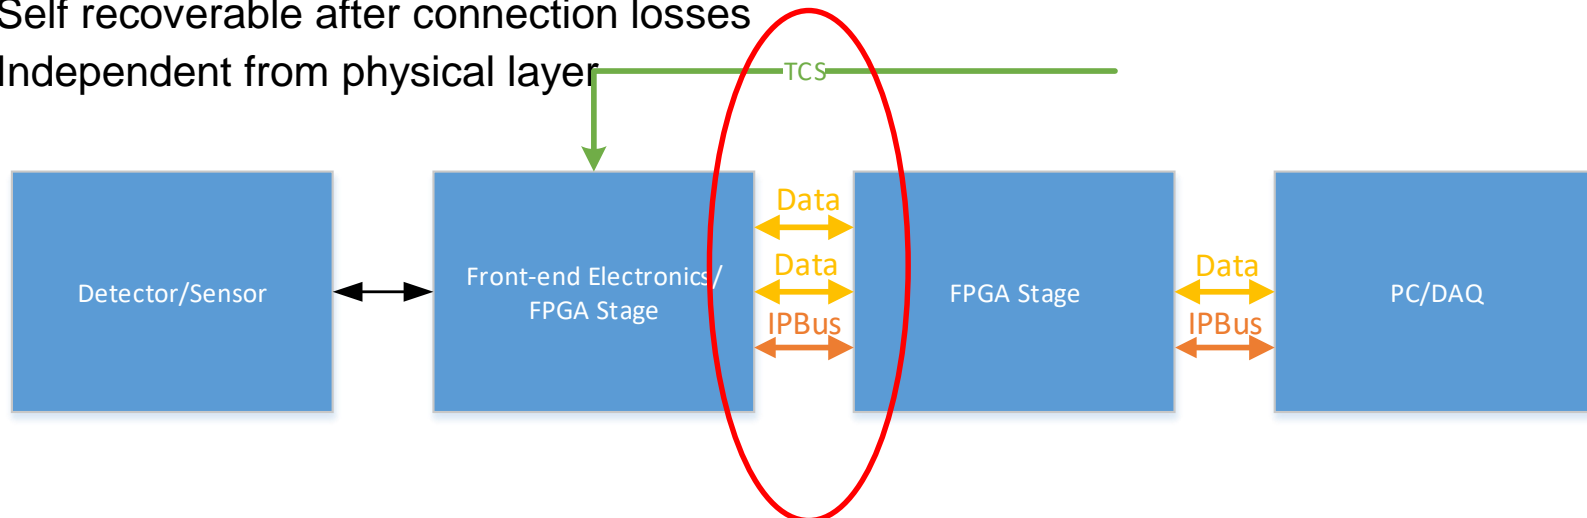 Self recoverable after connection losses
Independent from physical layer
TCS
Data
Data
IPBus
Detector/Sensor
Front-end Electronics/
FPGA Stage
FPGA Stage
Data
IPBus
PC/DAQ